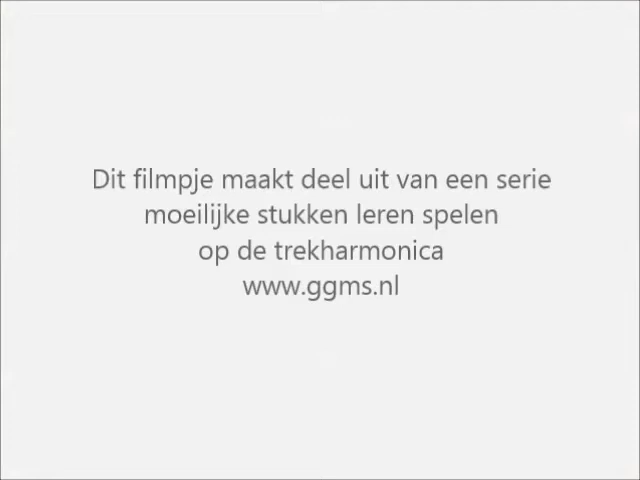 Dit filmpje maakt deel uit van een serie
moeilijke stukken leren spelen
op de trekharmonica
www.ggms.nl